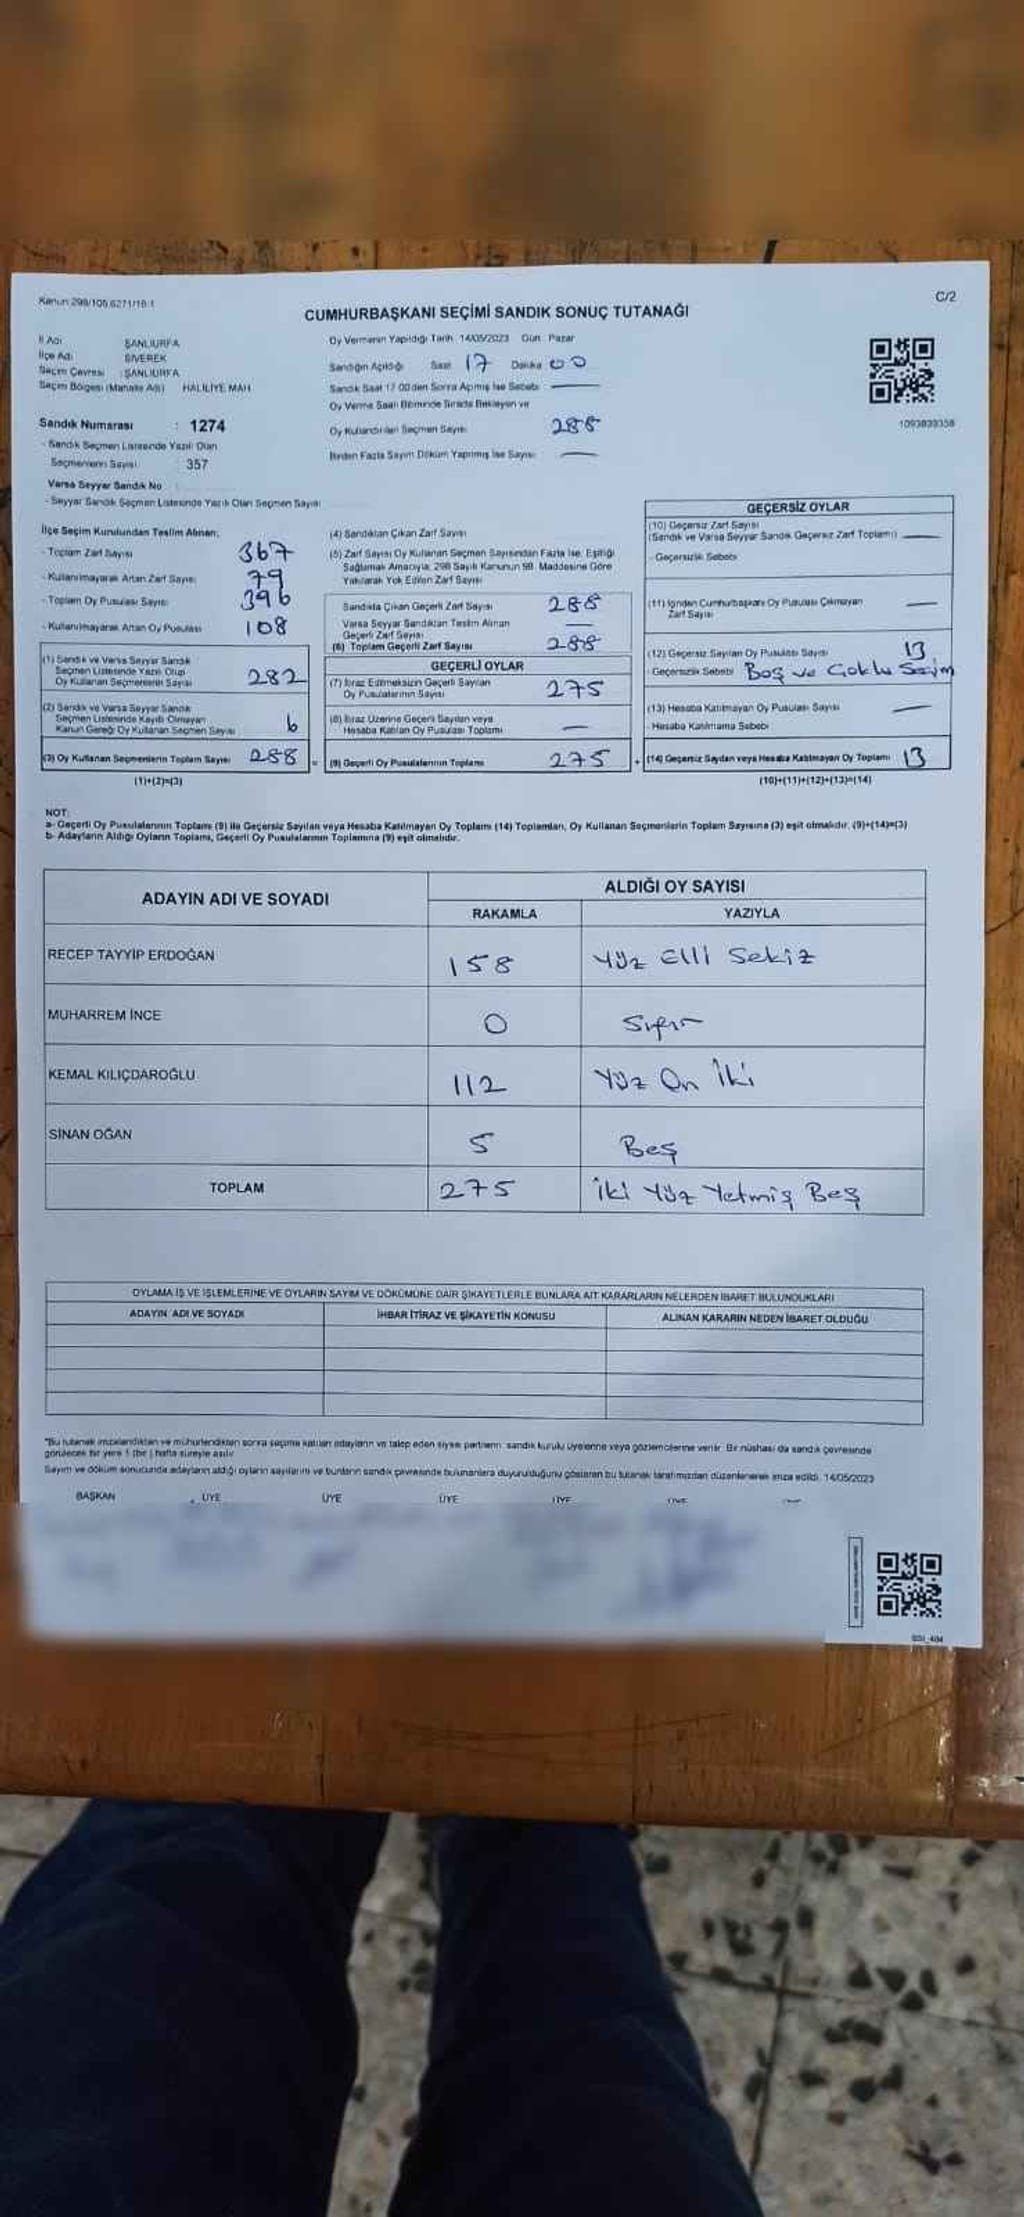 Kanun:298/105,6271/18-1
C/2
CUMHURBAŞKANI SEÇİMİ SANDIK SONUÇ TUTANAĞI
İl Adı : ŞANLIURFA
İlçe Adı : SİVEREK
Seçim Çevresi : ŞANLIURFA
Seçim Bölgesi (Mahalle Adı) HALİLİYE MAH
Sandık Numarası : 1274
- Sandık Seçmen Listesinde Yazılı Olan
Seçmenlerin Sayısı : 357
Varsa Seyyar Sandık No
- Seyyar Sandık Seçmen Listesinde Yazılı Olan Seçmen Sayısı
Oy Vermenin Yapıldığı Tarih : 14/05/2023 Gün : Pazar
Sandığın Açıldığı Saat 17 Dakika 00
Sandık Saat 17.00'den Sonra Açılmış İse Sebebi
Oy Verme Saati Bitiminde Sırada Bekleyen ve
Oy Kullandırılan Seçmen Sayısı 288
Birden Fazla Sayım Döküm Yapılmış İse Sayısı
1093839358
İlçe Seçim Kurulundan Teslim Alınan;
- Toplam Zarf Sayısı 367
- Kullanılmayarak Artan Zarf Sayısı 79
- Toplam Oy Pusulası Sayısı 396
- Kullanılmayarak Artan Oy Pusulası 108
(1) Sandık ve Varsa Seyyar Sandık
Seçmen Listesinde Yazılı Olup
Oy Kullanan Seçmenlerin Sayısı 282
(2) Sandık ve Varsa Seyyar Sandık
Seçmen Listesinde Kayıtlı Olmayan
Kanun Gereği Oy Kullanan Seçmen Sayısı 6
(3) Oy Kullanan Seçmenlerin Toplam Sayısı 288
(1)+(2)=(3)
(4) Sandıktan Çıkan Zarf Sayısı
(5) Zarf Sayısı Oy Kullanan Seçmen Sayısından Fazla İse, Eşitliği
Sağlamak Amacıyla, 298 Sayılı Kanunun 98. Maddesine Göre
Yakılarak Yok Edilen Zarf Sayısı
Sandıkta Çıkan Geçerli Zarf Sayısı 288
Varsa Seyyar Sandıktan Teslim Alınan
Geçerli Zarf Sayısı
(6) Toplam Geçerli Zarf Sayısı 288
GEÇERLİ OYLAR
(7) İtiraz Edilmeksizin Geçerli Sayılan
Oy Pusulalarının Sayısı 275
(8) İtiraz Üzerine Geçerli Sayılan veya
Hesaba Katılan Oy Pusulası Toplamı
= (9) Geçerli Oy Pusulalarının Toplamı 275
GEÇERSİZ OYLAR
(10) Geçersiz Zarf Sayısı
(Sandık ve Varsa Seyyar Sandık Geçersiz Zarf Toplamı)
- Geçersizlik Sebebi
(11) İçinden Cumhurbaşkanı Oy Pusulası Çıkmayan
Zarf Sayısı
(12) Geçersiz Sayılan Oy Pusulası Sayısı 13
- Geçersizlik Sebebi Boş ve Çoklu Seçim
(13) Hesaba Katılmayan Oy Pusulası Sayısı
- Hesaba Katılmama Sebebi
+ (14) Geçersiz Sayılan veya Hesaba Katılmayan Oy Toplamı 13
(10)+(11)+(12)+(13)=(14)
NOT:
a- Geçerli Oy Pusulalarının Toplamı (9) ile Geçersiz Sayılan veya Hesaba Katılmayan Oy Toplamı (14) Toplamları, Oy Kullanan Seçmenlerin Toplam Sayısına (3) eşit olmalıdır. (9)+(14)=(3)
b- Adayların Aldığı Oyların Toplamı, Geçerli Oy Pusulalarının Toplamına (9) eşit olmalıdır.
ADAYIN ADI VE SOYADI
ALDIĞI OY SAYISI
RAKAMLA YAZIYLA
RECEP TAYYİP ERDOĞAN 158 Yüz Elli Sekiz
MUHARREM İNCE 0 Sıfır
KEMAL KILIÇDAROĞLU 112 Yüz On İki
SİNAN OĞAN 5 Beş
TOPLAM 275 İki Yüz Yetmiş Beş
OYLAMA İŞ VE İŞLEMLERİNE VE OYLARIN SAYIM VE DÖKÜMÜNE DAİR ŞİKAYETLERLE BUNLARA AİT KARARLARIN NELERDEN İBARET BULUNDUKLARI
ADAYIN ADI VE SOYADI İHBAR İTİRAZ VE ŞİKAYETİN KONUSU ALINAN KARARIN NEDEN İBARET OLDUĞU
"Bu tutanak imzalandıktan ve mühürlendikten sonra seçime katılan adayların ve talep eden siyasi partilerin, sandık kurulu üyelerine veya gözlemcilerine verilir. Bir nüshası da sandık çevresinde
görülecek bir yere 1 (bir) hafta süreyle asılır.
Sayım ve döküm sonucunda adayların aldığı oyların sayılarını ve bunların sandık çevresinde bulunanlara duyurulduğunu gösteren bu tutanak tarafımızdan düzenlenerek imza edildi. 14/05/2023
BAŞKAN ÜYE ÜYE ÜYE ÜYE ÜYE